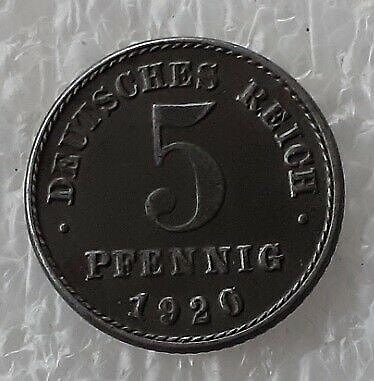 · DEUTSCHES REICH ·
5
PFENNIG
1920